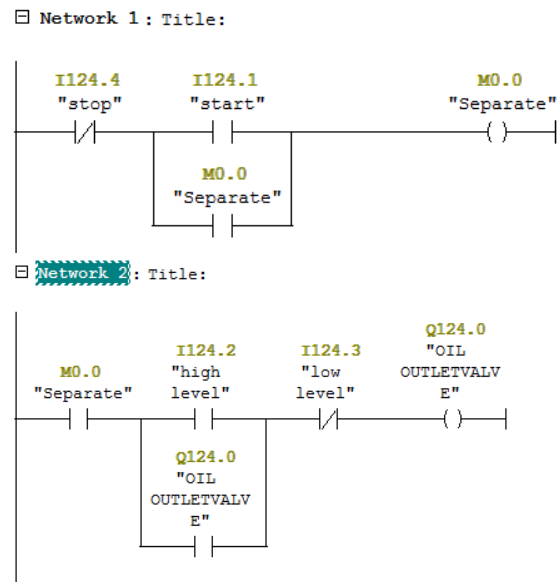 Network 1 : Title:
I124.4 I124.1 M0.0
"stop" "start" "Separate"
M0.0
"Separate"
Network 2 : Title:
Q124.0
I124.2 I124.3 "OIL
M0.0 "high "low OUTLETVALV
"Separate" level" level" E"
Q124.0
"OIL
OUTLETVALV
E"